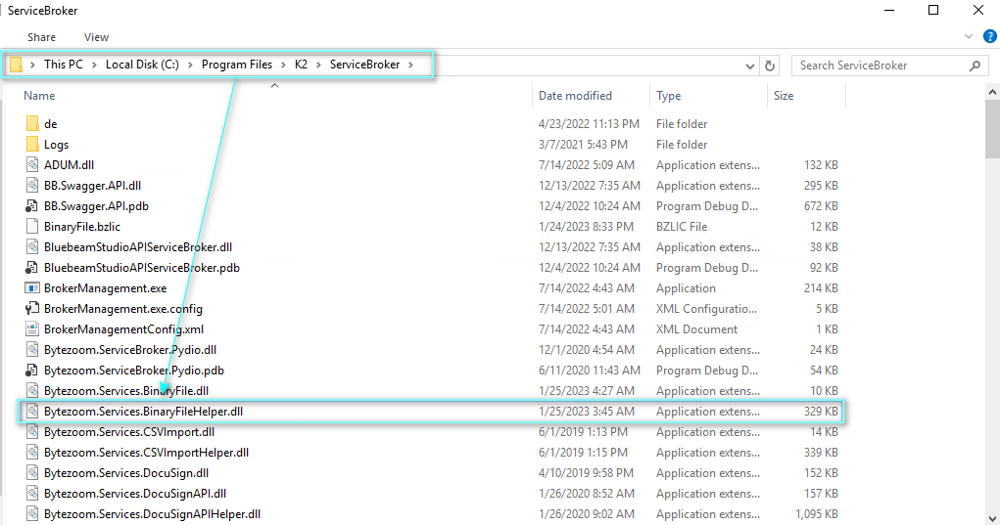 ServiceBroker
Share View
This PC Local Disk (C:) Program Files K2 ServiceBroker Search ServiceBroker
Name Date modified Type Size
de 4/23/2022 11:13 PM File folder
Logs 3/7/2021 5:43 PM File folder
ADUM.dll 7/14/2022 5:09 AM Application extens... 132 KB
BB.Swagger.API.dll 12/13/2022 7:35 AM Application extens... 295 KB
BB.Swagger.API.pdb 12/4/2022 10:24 AM Program Debug D... 672 KB
BinaryFile.bzlic 1/24/2023 8:33 PM BZLIC File 12 KB
BluebeamStudioAPIServiceBroker.dll 12/13/2022 7:35 AM Application extens... 38 KB
BluebeamStudioAPIServiceBroker.pdb 12/4/2022 10:24 AM Program Debug D... 92 KB
BrokerManagement.exe 7/14/2022 4:43 AM Application 214 KB
BrokerManagement.exe.config 7/14/2022 5:01 AM XML Configuratio... 5 KB
BrokerManagementConfig.xml 7/14/2022 4:43 AM XML Document 1 KB
Bytezoom.ServiceBroker.Pydio.dll 12/1/2020 4:54 AM Application extens... 24 KB
Bytezoom.ServiceBroker.Pydio.pdb 6/11/2020 11:43 AM Program Debug D... 54 KB
Bytezoom.Services.BinaryFile.dll 1/25/2023 4:27 AM Application extens... 10 KB
Bytezoom.Services.BinaryFileHelper.dll 1/25/2023 3:45 AM Application extens... 329 KB
Bytezoom.Services.CSVImport.dll 6/1/2019 1:13 PM Application extens... 14 KB
Bytezoom.Services.CSVImportHelper.dll 6/1/2019 1:15 PM Application extens... 339 KB
Bytezoom.Services.DocuSign.dll 4/10/2019 9:58 PM Application extens... 152 KB
Bytezoom.Services.DocuSignAPI.dll 1/26/2020 8:52 AM Application extens... 157 KB
Bytezoom.Services.DocuSignAPIHelper.dll 1/26/2020 9:02 AM Application extens... 1,095 KB